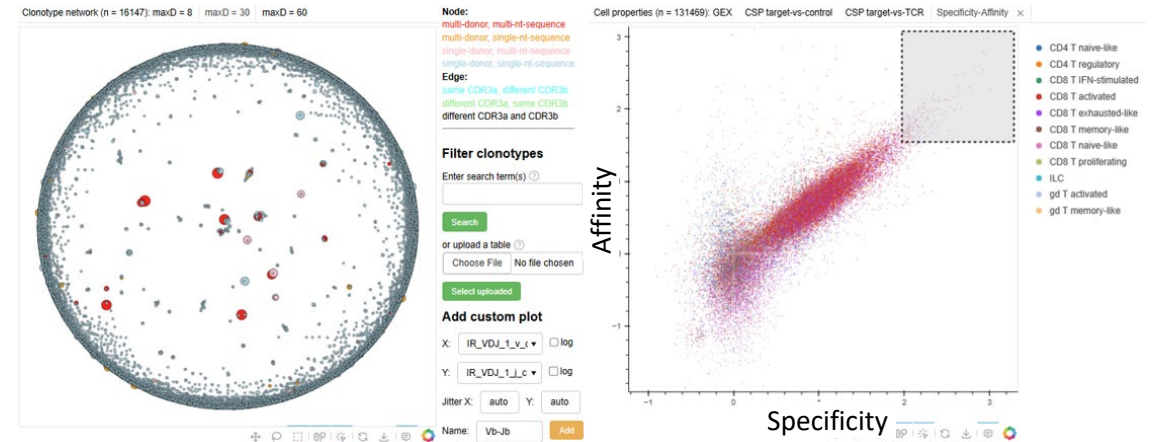 Clonotype network (n = 16147): maxD = 8 maxD = 30 maxD = 60
Node:
multi-donor, multi-nt-sequence
multi-donor, single-nt-sequence
single-donor, multi-nt-sequence
single-donor, single-nt-sequence
Edge:
same CDR3a, different CDR3b
different CDR3a, same CDR3b
different CDR3a and CDR3b
Filter clonotypes
Enter search term(s) ?
Search
or upload a table ?
Choose File No file chosen
Select uploaded
Add custom plot
X: IR_VDJ_1_v_c log
Y: IR_VDJ_1_j_c log
Jitter X: auto Y: auto
Name: Vb-Jb Add
Cell properties (n = 131469): GEX CSP target-vs-control CSP target-vs-TCR Specificity-Affinity ×
Affinity
3
2
1
0
−1
−1 0 1 2 3
Specificity
CD4 T naive-like
CD4 T regulatory
CD8 T IFN-stimulated
CD8 T activated
CD8 T exhausted-like
CD8 T memory-like
CD8 T naive-like
CD8 T proliferating
ILC
gd T activated
gd T memory-like